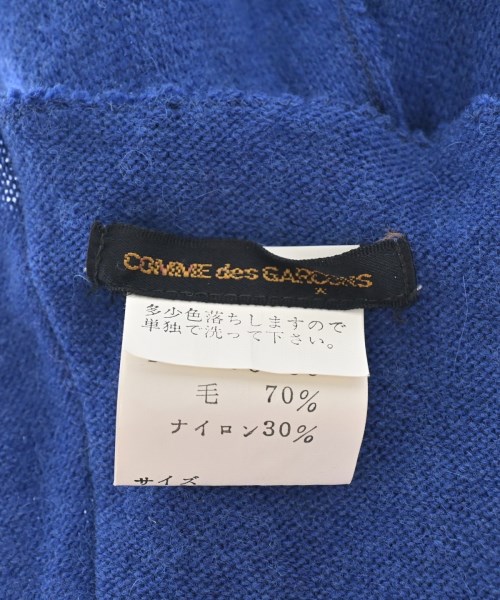 COMME des GARCONS
多少色落ちしますので
単独で洗って下さい。
毛 70%
ナイロン30%
サイズ